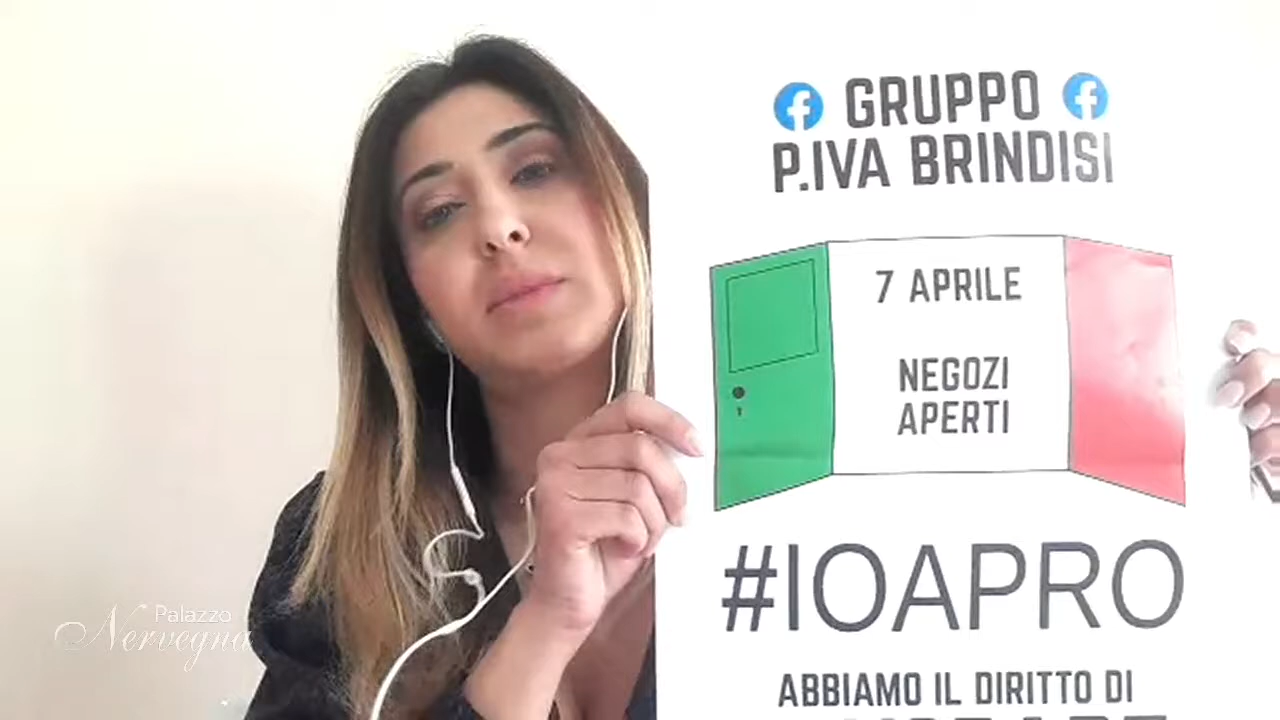 GRUPPO
P.IVA BRINDISI
7 APRILE
NEGOZI
APERTI
#IOAPRO
ABBIAMO IL DIRITTO DI
Palazzo
Nervegna